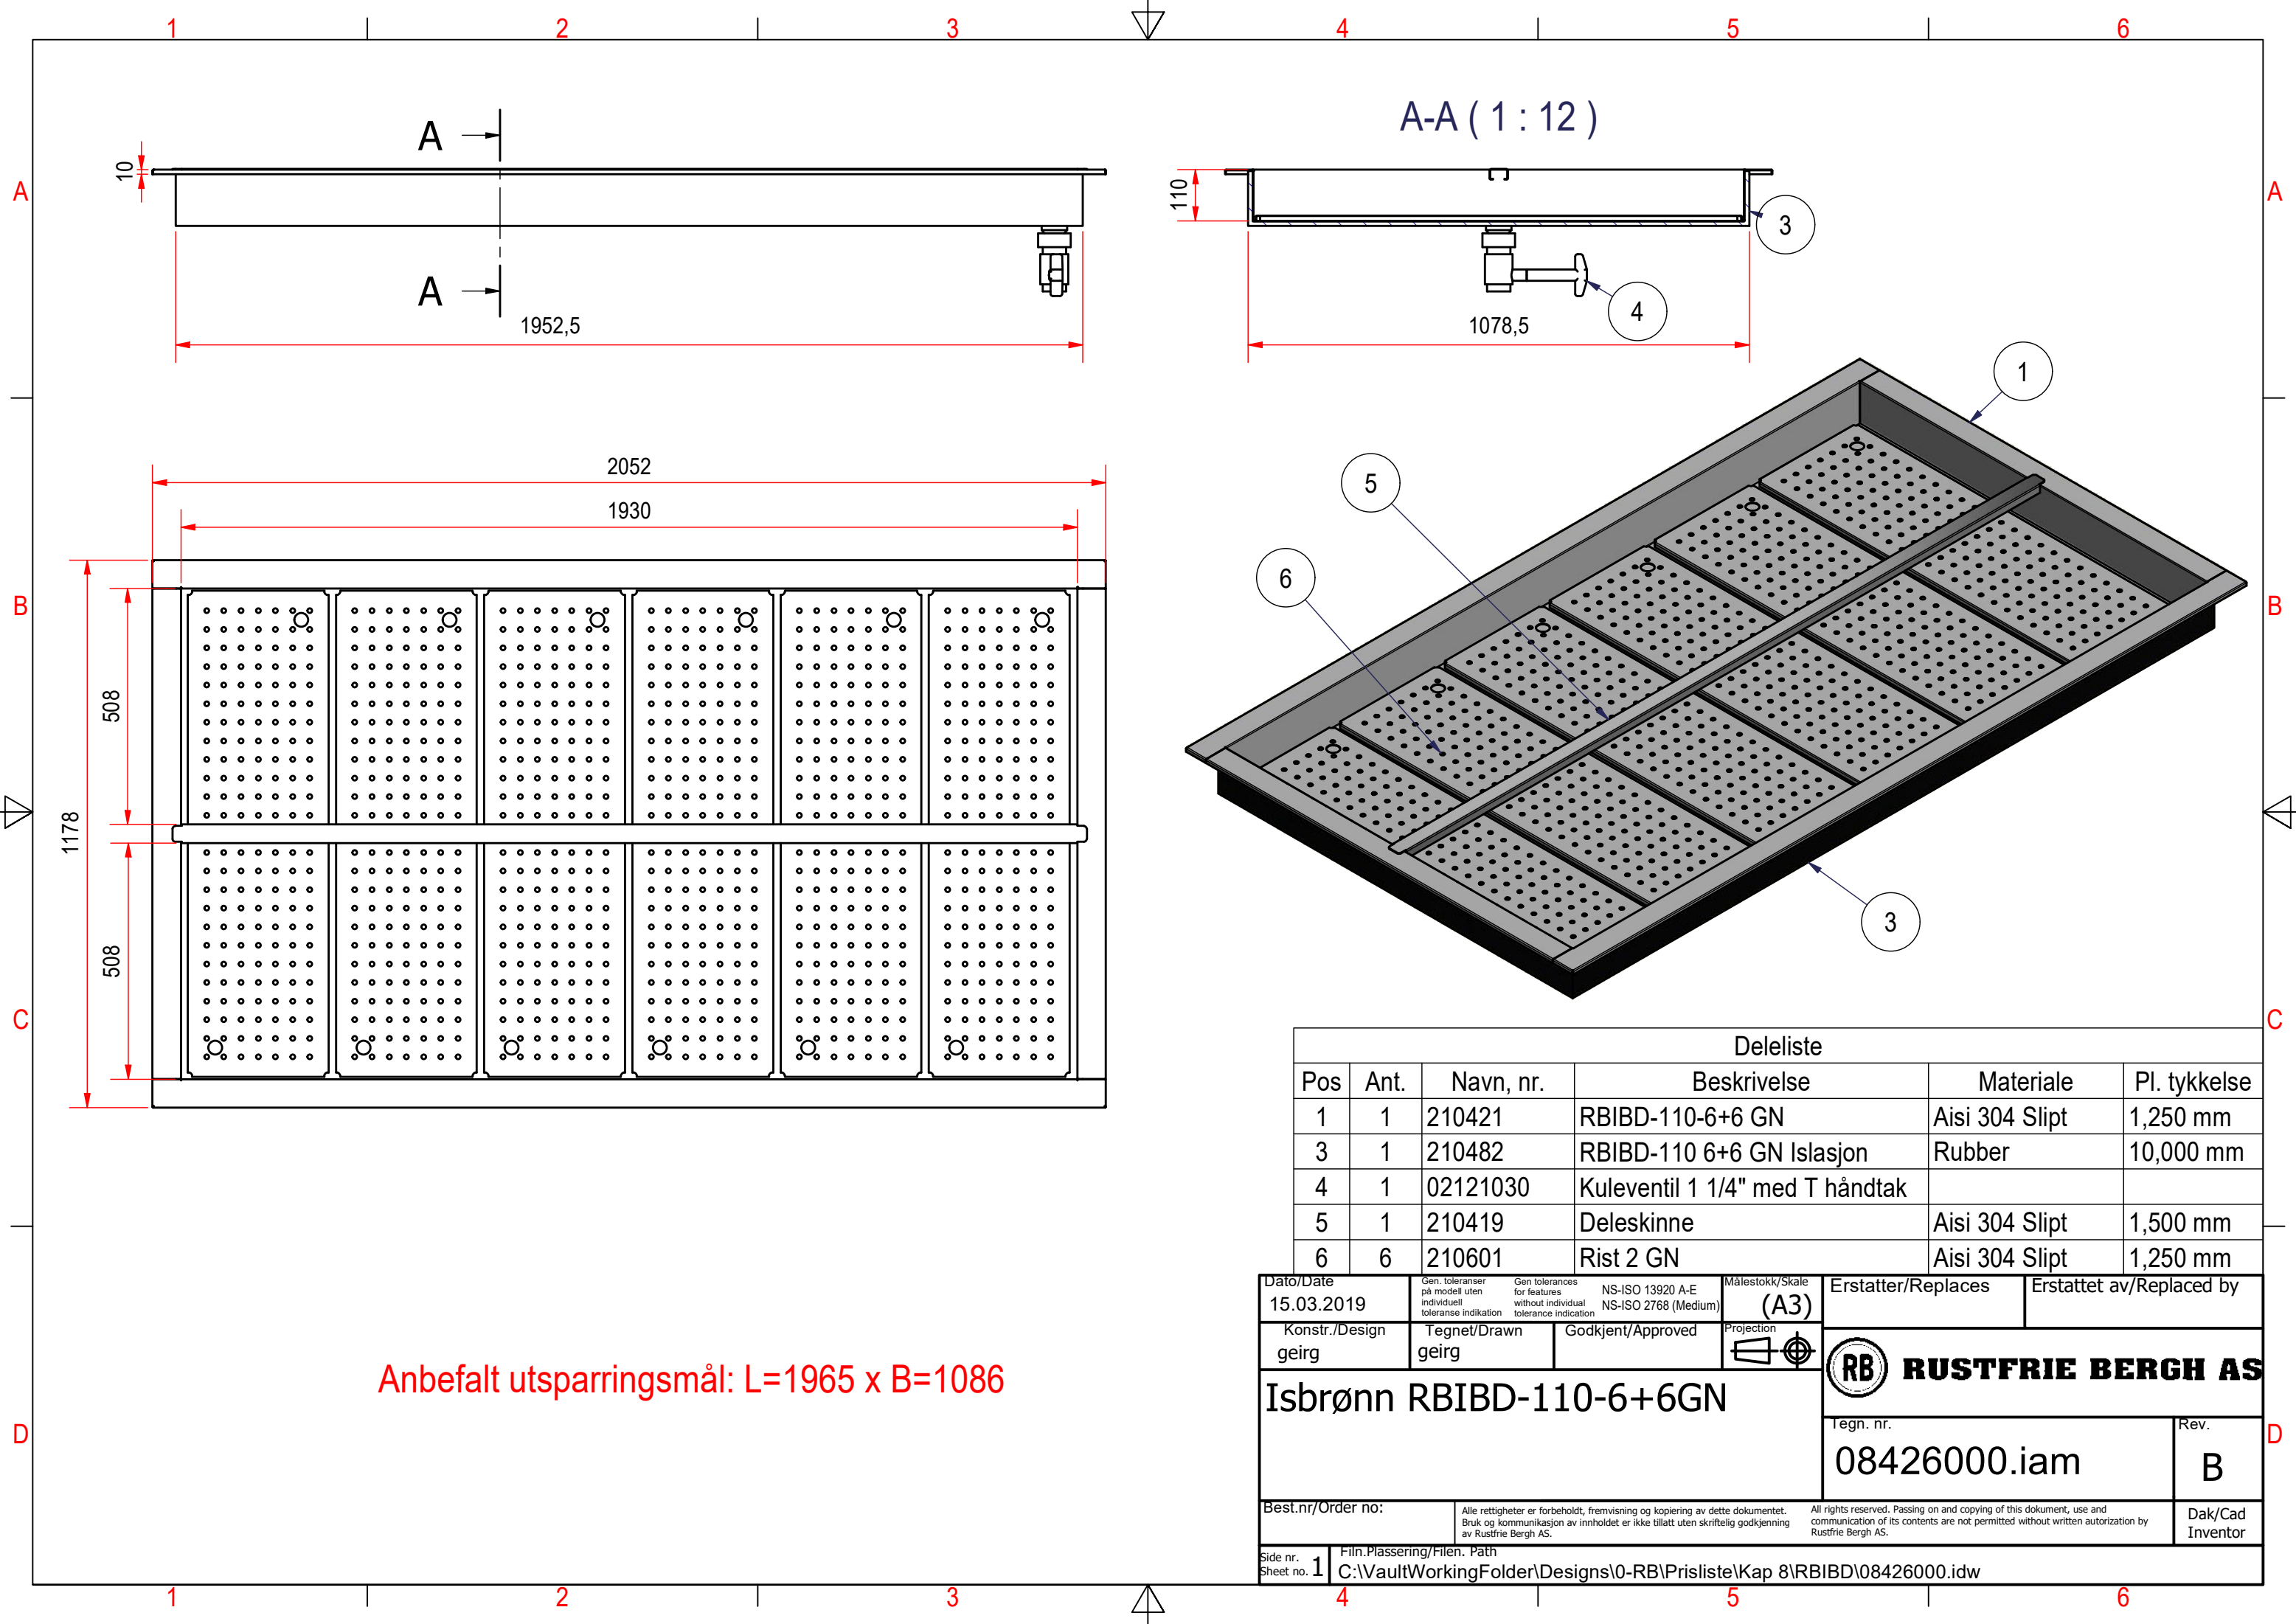 1 2 3 4 5 6
A A
B B
C C
D D
A
A
10
1952,5
A-A ( 1 : 12 )
110
3
4
1078,5
2052
1930
508
508
1178
1
5
6
3
Deleliste
Pos Ant. Navn, nr. Beskrivelse Materiale Pl. tykkelse
1 1 210421 RBIBD-110-6+6 GN Aisi 304 Slipt 1,250 mm
3 1 210482 RBIBD-110 6+6 GN Islasjon Rubber 10,000 mm
4 1 02121030 Kuleventil 1 1/4" med T håndtak
5 1 210419 Deleskinne Aisi 304 Slipt 1,500 mm
6 6 210601 Rist 2 GN Aisi 304 Slipt 1,250 mm
Anbefalt utsparringsmål: L=1965 x B=1086
Dato/Date
15.03.2019
Gen. toleranser
på modell uten
individuell
toleranse indikation
Gen tolerances
for features
without individual
tolerance indication
NS-ISO 13920 A-E
NS-ISO 2768 (Medium)
Målestokk/Skale
(A3)
Erstatter/Replaces
Erstattet av/Replaced by
Konstr./Design
geirg
Tegnet/Drawn
geirg
Godkjent/Approved
Projection
RB RUSTFRIE BERGH AS
Isbrønn RBIBD-110-6+6GN
Tegn. nr.
08426000.iam
Rev.
B
Best.nr/Order no:
Alle rettigheter er forbeholdt, fremvisning og kopiering av dette dokumentet.
Bruk og kommunikasjon av innholdet er ikke tillatt uten skriftelig godkjenning
av Rustfrie Bergh AS.
All rights reserved. Passing on and copying of this document, use and
communication of its contents are not permitted without written autorization by
Rustfrie Bergh AS.
Dak/Cad
Inventor
Side nr.
Sheet no. 1
Filn.Plassering/Filen. Path
C:\VaultWorkingFolder\Designs\0-RB\Prisliste\Kap 8\RBIBD\08426000.idw
1 2 3 4 5 6